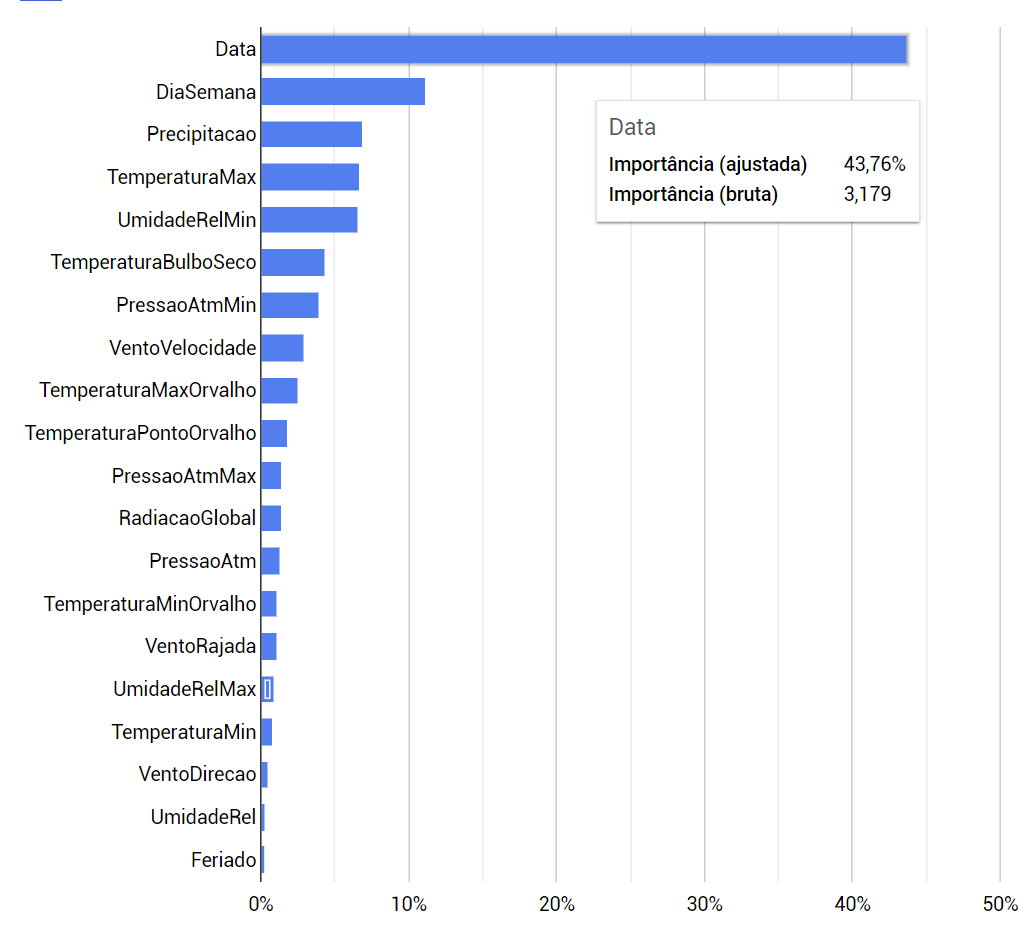 Data
DiaSemana
Precipitacao
TemperaturaMax
UmidadeRelMin
TemperaturaBulboSeco
PressaoAtmMin
VentoVelocidade
TemperaturaMaxOrvalho
TemperaturaPontoOrvalho
PressaoAtmMax
RadiacaoGlobal
PressaoAtm
TemperaturaMinOrvalho
VentoRajada
UmidadeRelMax
TemperaturaMin
VentoDirecao
UmidadeRel
Feriado
Data
Importância (ajustada) 43,76%
Importância (bruta) 3,179
0% 10% 20% 30% 40% 50%